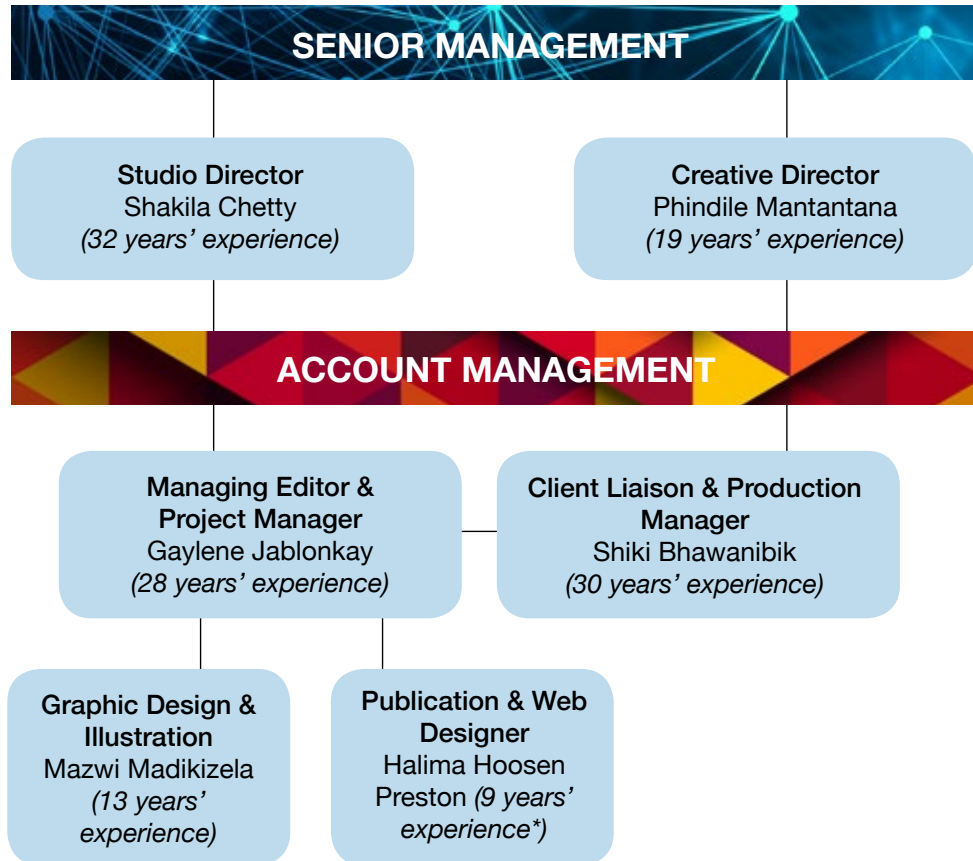 SENIOR MANAGEMENT
Studio Director
Shakila Chetty
(32 years’ experience)
Creative Director
Phindile Mantantana
(19 years’ experience)
ACCOUNT MANAGEMENT
Managing Editor &
Project Manager
Gaylene Jablonkay
(28 years’ experience)
Client Liaison & Production
Manager
Shiki Bhawanibik
(30 years’ experience)
Graphic Design &
Illustration
Mazwi Madikizela
(13 years’
experience)
Publication & Web
Designer
Halima Hoosen
Preston (9 years’
experience*)